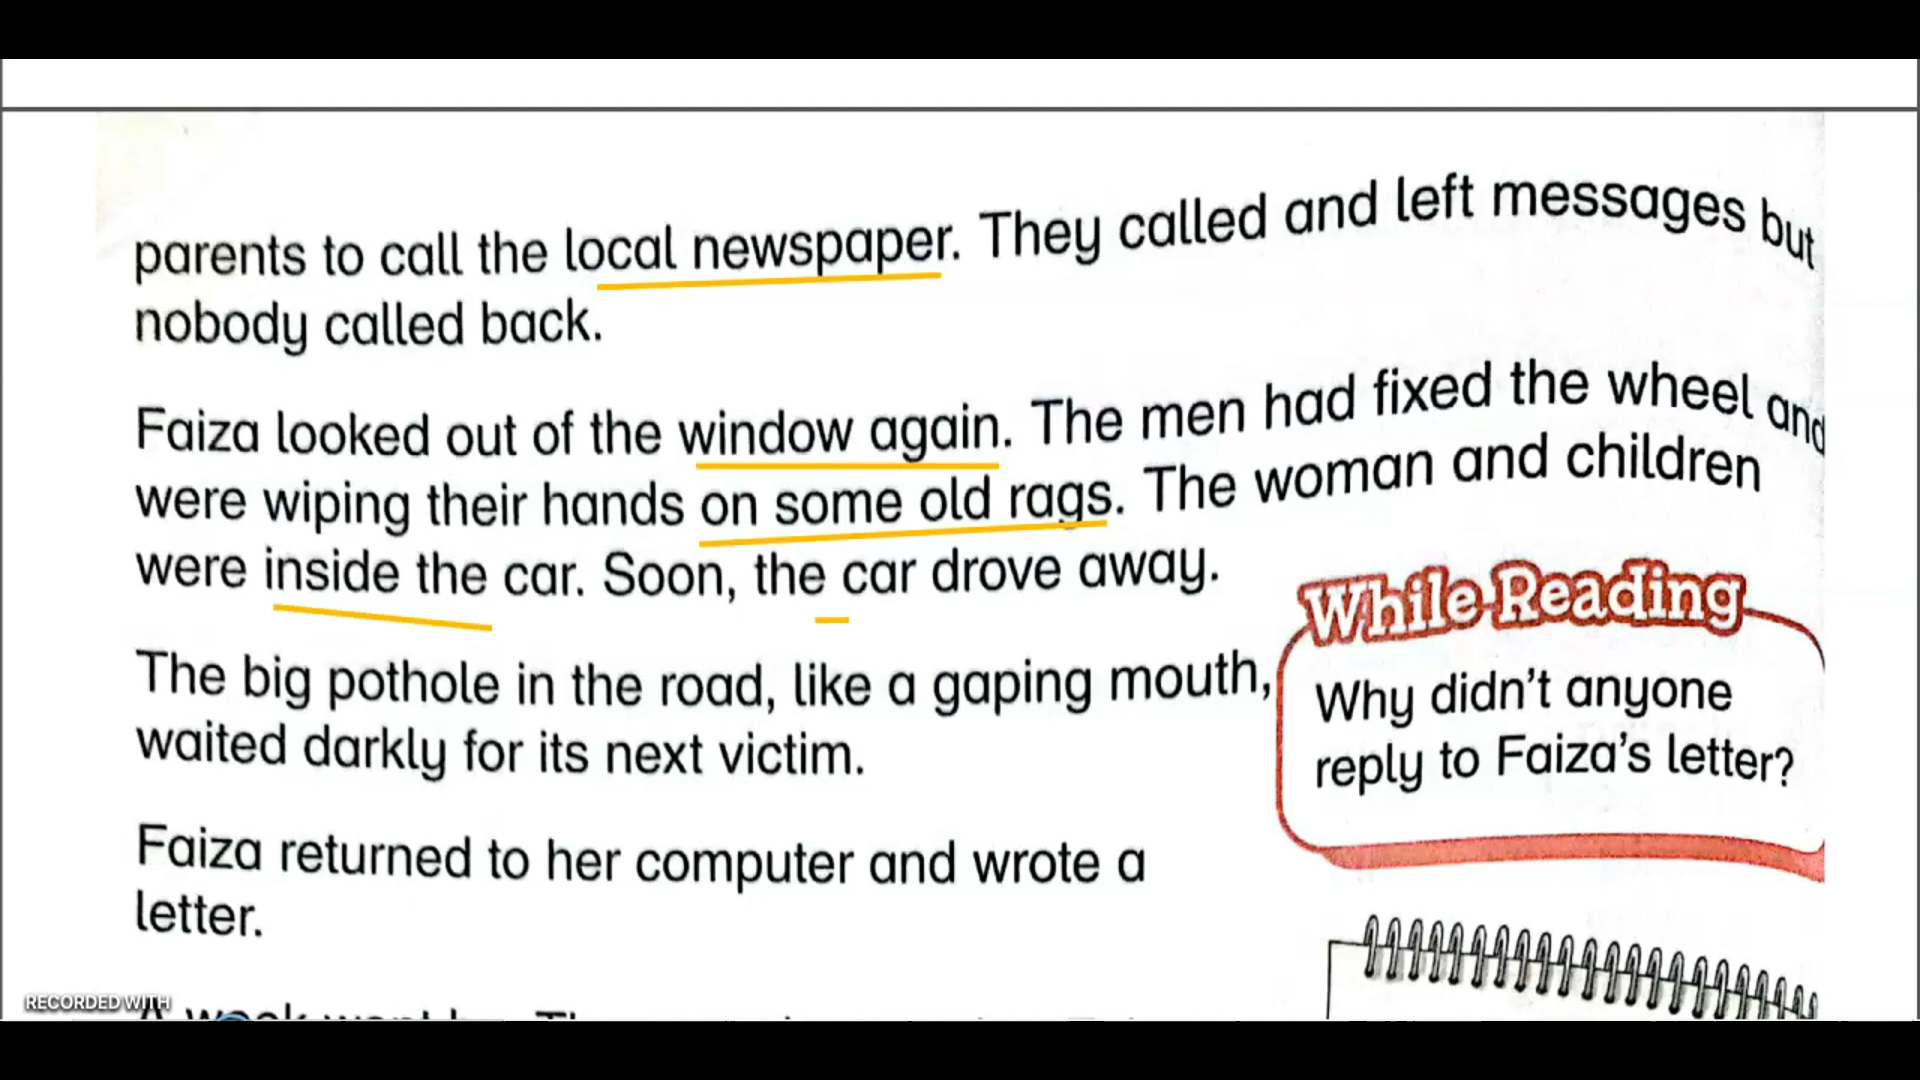 parents to call the local newspaper. They called and left messages but
nobody called back.
Faiza looked out of the window again. The men had fixed the wheel and
were wiping their hands on some old rags. The woman and children
were inside the car. Soon, the car drove away.
The big pothole in the road, like a gaping mouth,
waited darkly for its next victim.
While-Reading
Why didn't anyone
reply to Faiza's letter?
Faiza returned to her computer and wrote a
letter.
RECORDED WITH
A week went by.